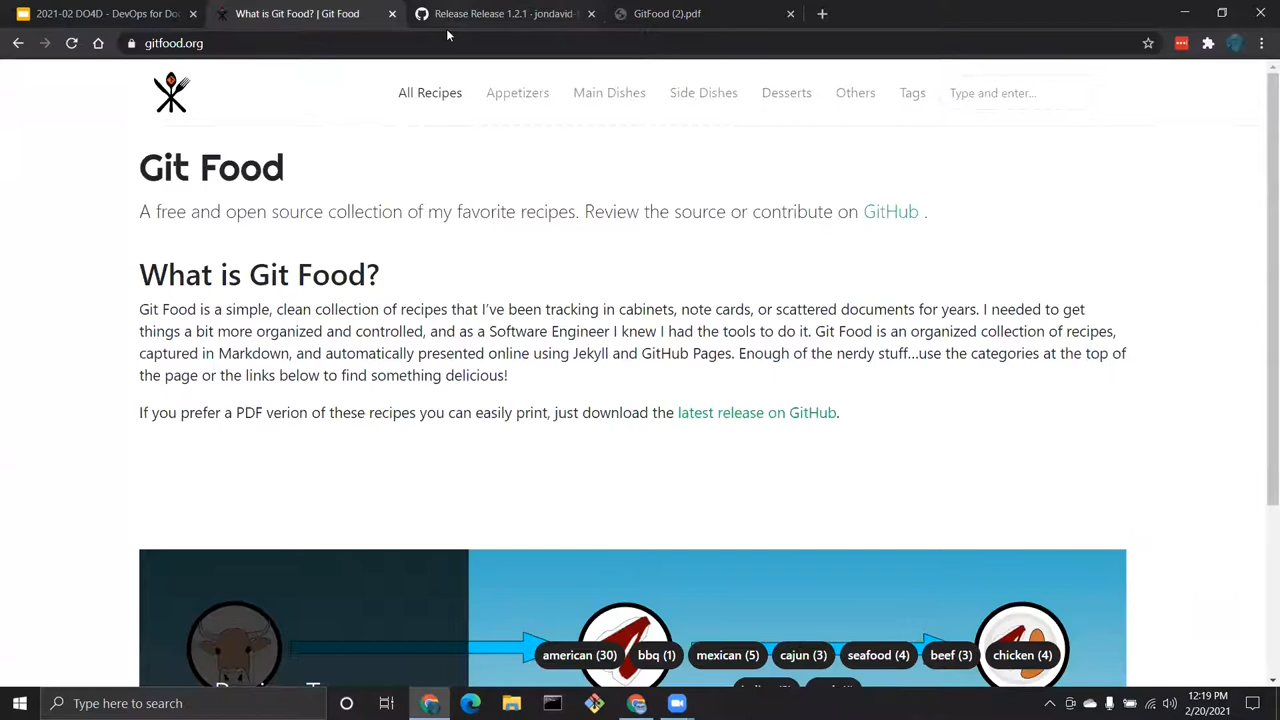 2021-02 DO4D - DevOps for Do
What is Git Food? | Git Food
Release Release 1.2.1 · jondavid-
GitFood (2).pdf
gitfood.org
All Recipes
Appetizers
Main Dishes
Side Dishes
Desserts
Others
Tags
Type and enter...
Git Food
A free and open source collection of my favorite recipes. Review the source or contribute on GitHub .
What is Git Food?
Git Food is a simple, clean collection of recipes that I've been tracking in cabinets, note cards, or scattered documents for years. I needed to get
things a bit more organized and controlled, and as a Software Engineer I knew I had the tools to do it. Git Food is an organized collection of recipes,
captured in Markdown, and automatically presented online using Jekyll and GitHub Pages. Enough of the nerdy stuff...use the categories at the top of
the page or the links below to find something delicious!
If you prefer a PDF verion of these recipes you can easily print, just download the latest release on GitHub.
american (30)
bbq (1)
mexican (5)
cajun (3)
seafood (4)
beef (3)
chicken (4)
Type here to search
12:19 PM
2/20/2021